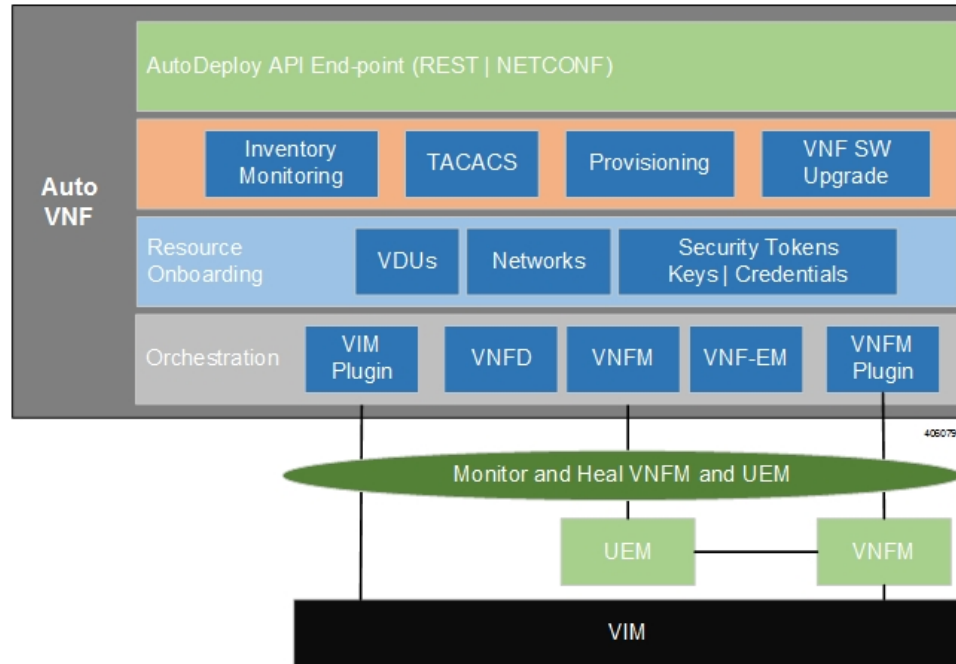 AutoDeploy API End-point (REST | NETCONF)
Auto
VNF
Inventory
Monitoring
TACACS
Provisioning
VNF SW
Upgrade
Resource
Onboarding
VDUs
Networks
Security Tokens
Keys | Credentials
Orchestration
VIM
Plugin
VNFD
VNFM
VNF-EM
VNFM
Plugin
406079
Monitor and Heal VNFM and UEM
UEM
VNFM
VIM